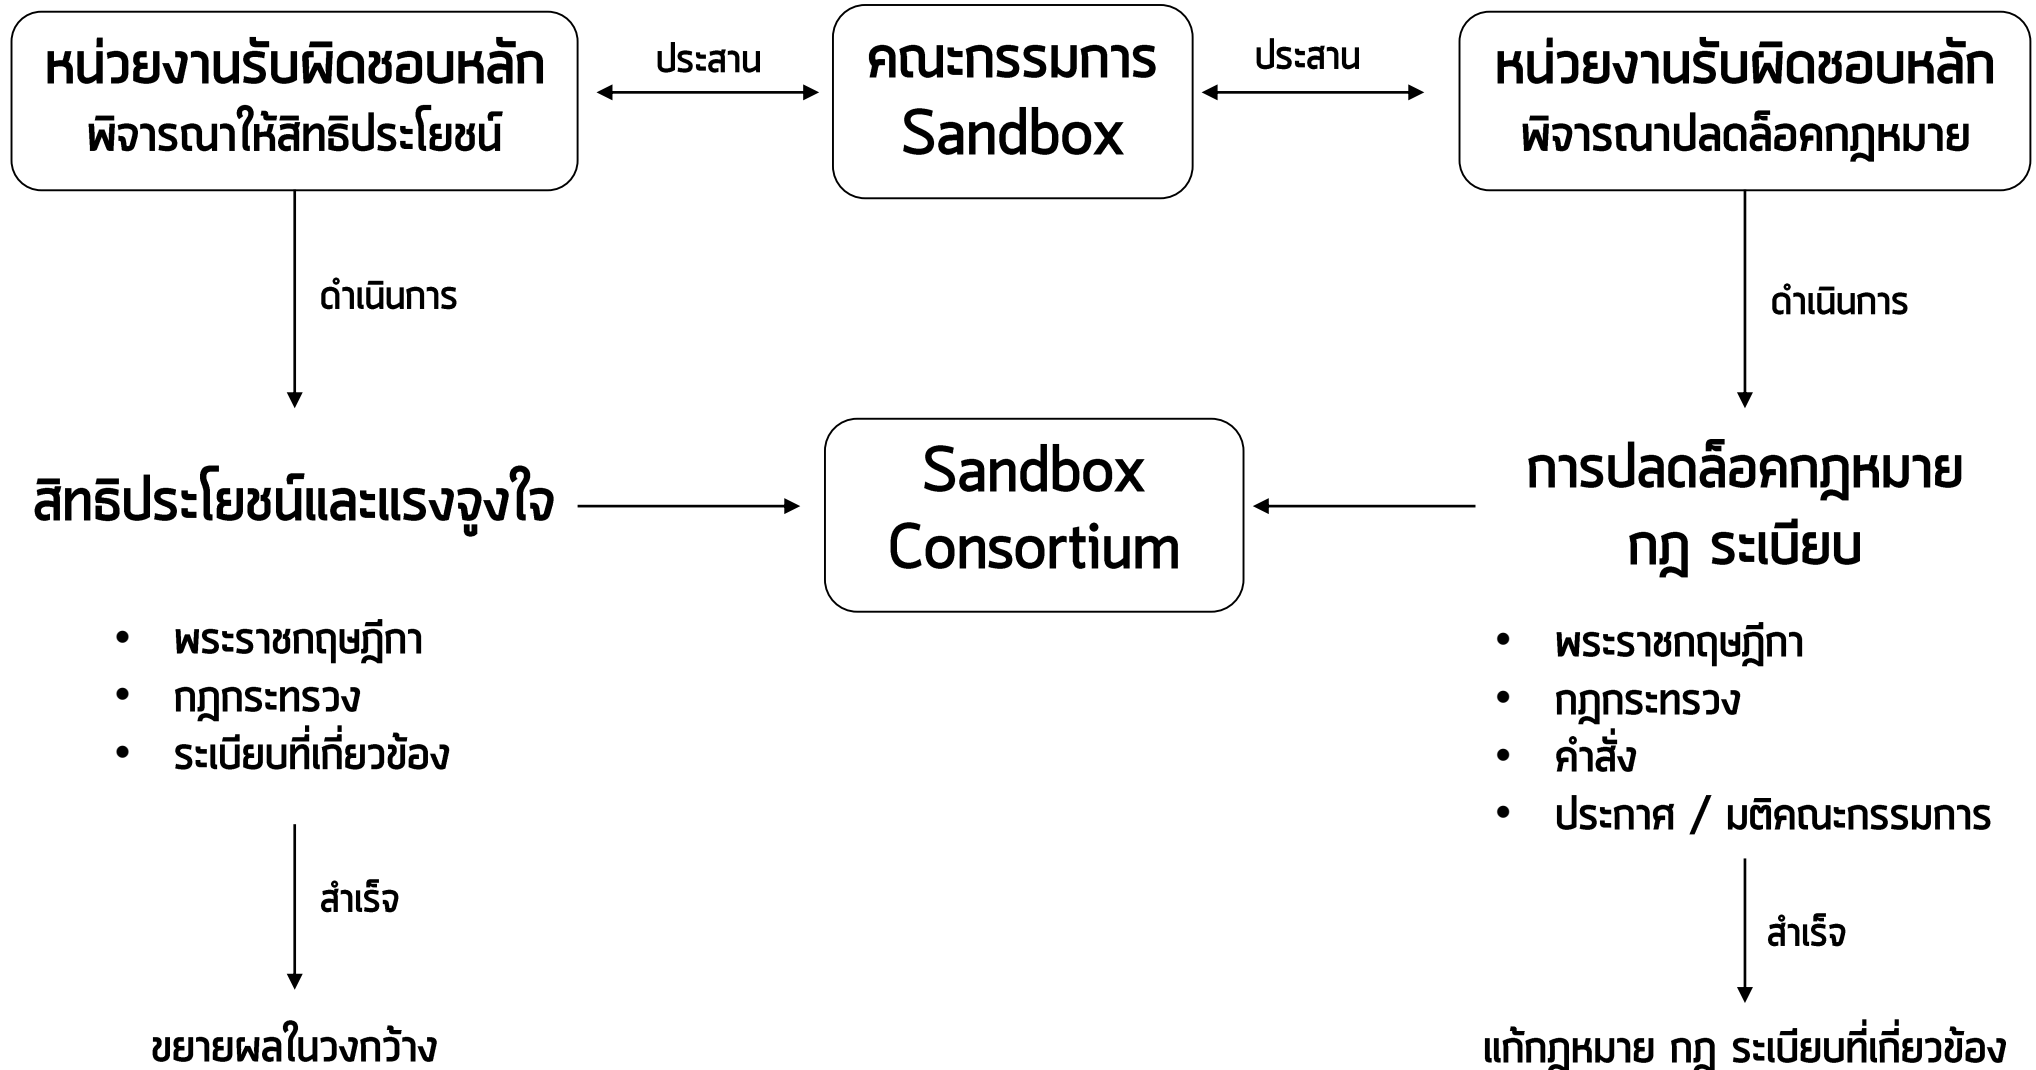 หน่วยงานรับผิดชอบหลัก
พิจารณาให้สิทธิประโยชน์
ประสาน
คณะกรรมการ
Sandbox
ประสาน
หน่วยงานรับผิดชอบหลัก
พิจารณาปลดล็อคกฎหมาย
ดำเนินการ
ดำเนินการ
สิทธิประโยชน์และแรงจูงใจ
Sandbox
Consortium
การปลดล็อคกฎหมาย
กฎ ระเบียบ
• พระราชกฤษฎีกา
• กฎกระทรวง
• ระเบียบที่เกี่ยวข้อง
• พระราชกฤษฎีกา
• กฎกระทรวง
• คำสั่ง
• ประกาศ / มติคณะกรรมการ
สำเร็จ
สำเร็จ
ขยายผลในวงกว้าง
แก้กฎหมาย กฎ ระเบียบที่เกี่ยวข้อง